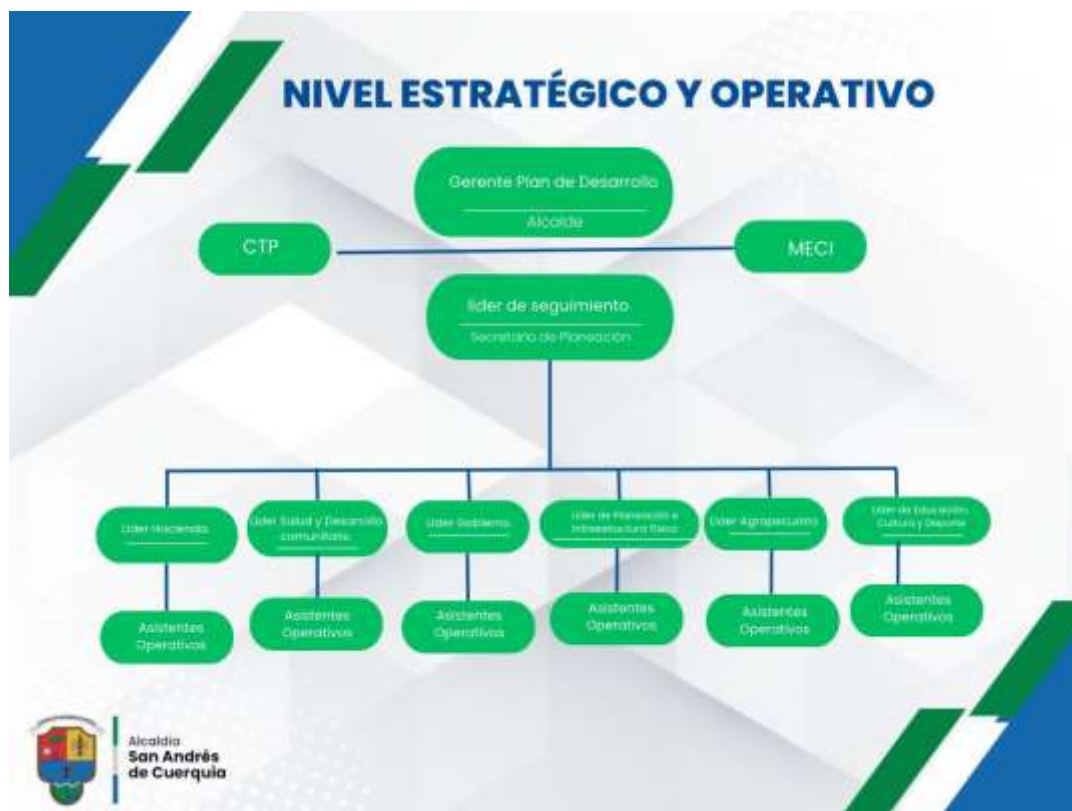 NIVEL ESTRATÉGICO Y OPERATIVO
Gerente Plan de Desarrollo
Alcalde
CTP
MECI
líder de seguimiento
Secretario de Planeación
Líder Hacienda
Líder Salud y Desarrollo
comunitario
Líder Gobierno
Líder de Planeación e
Infraestructura física
Líder Agropecuario
Líder de Educación
Cultura y Deporte
Asistentes
Operativos
Asistentes
Operativos
Asistentes
Operativos
Asistentes
Operativos
Asistentes
Operativos
Asistentes
Operativos
Alcaldía
San Andrés
de Cuerquia